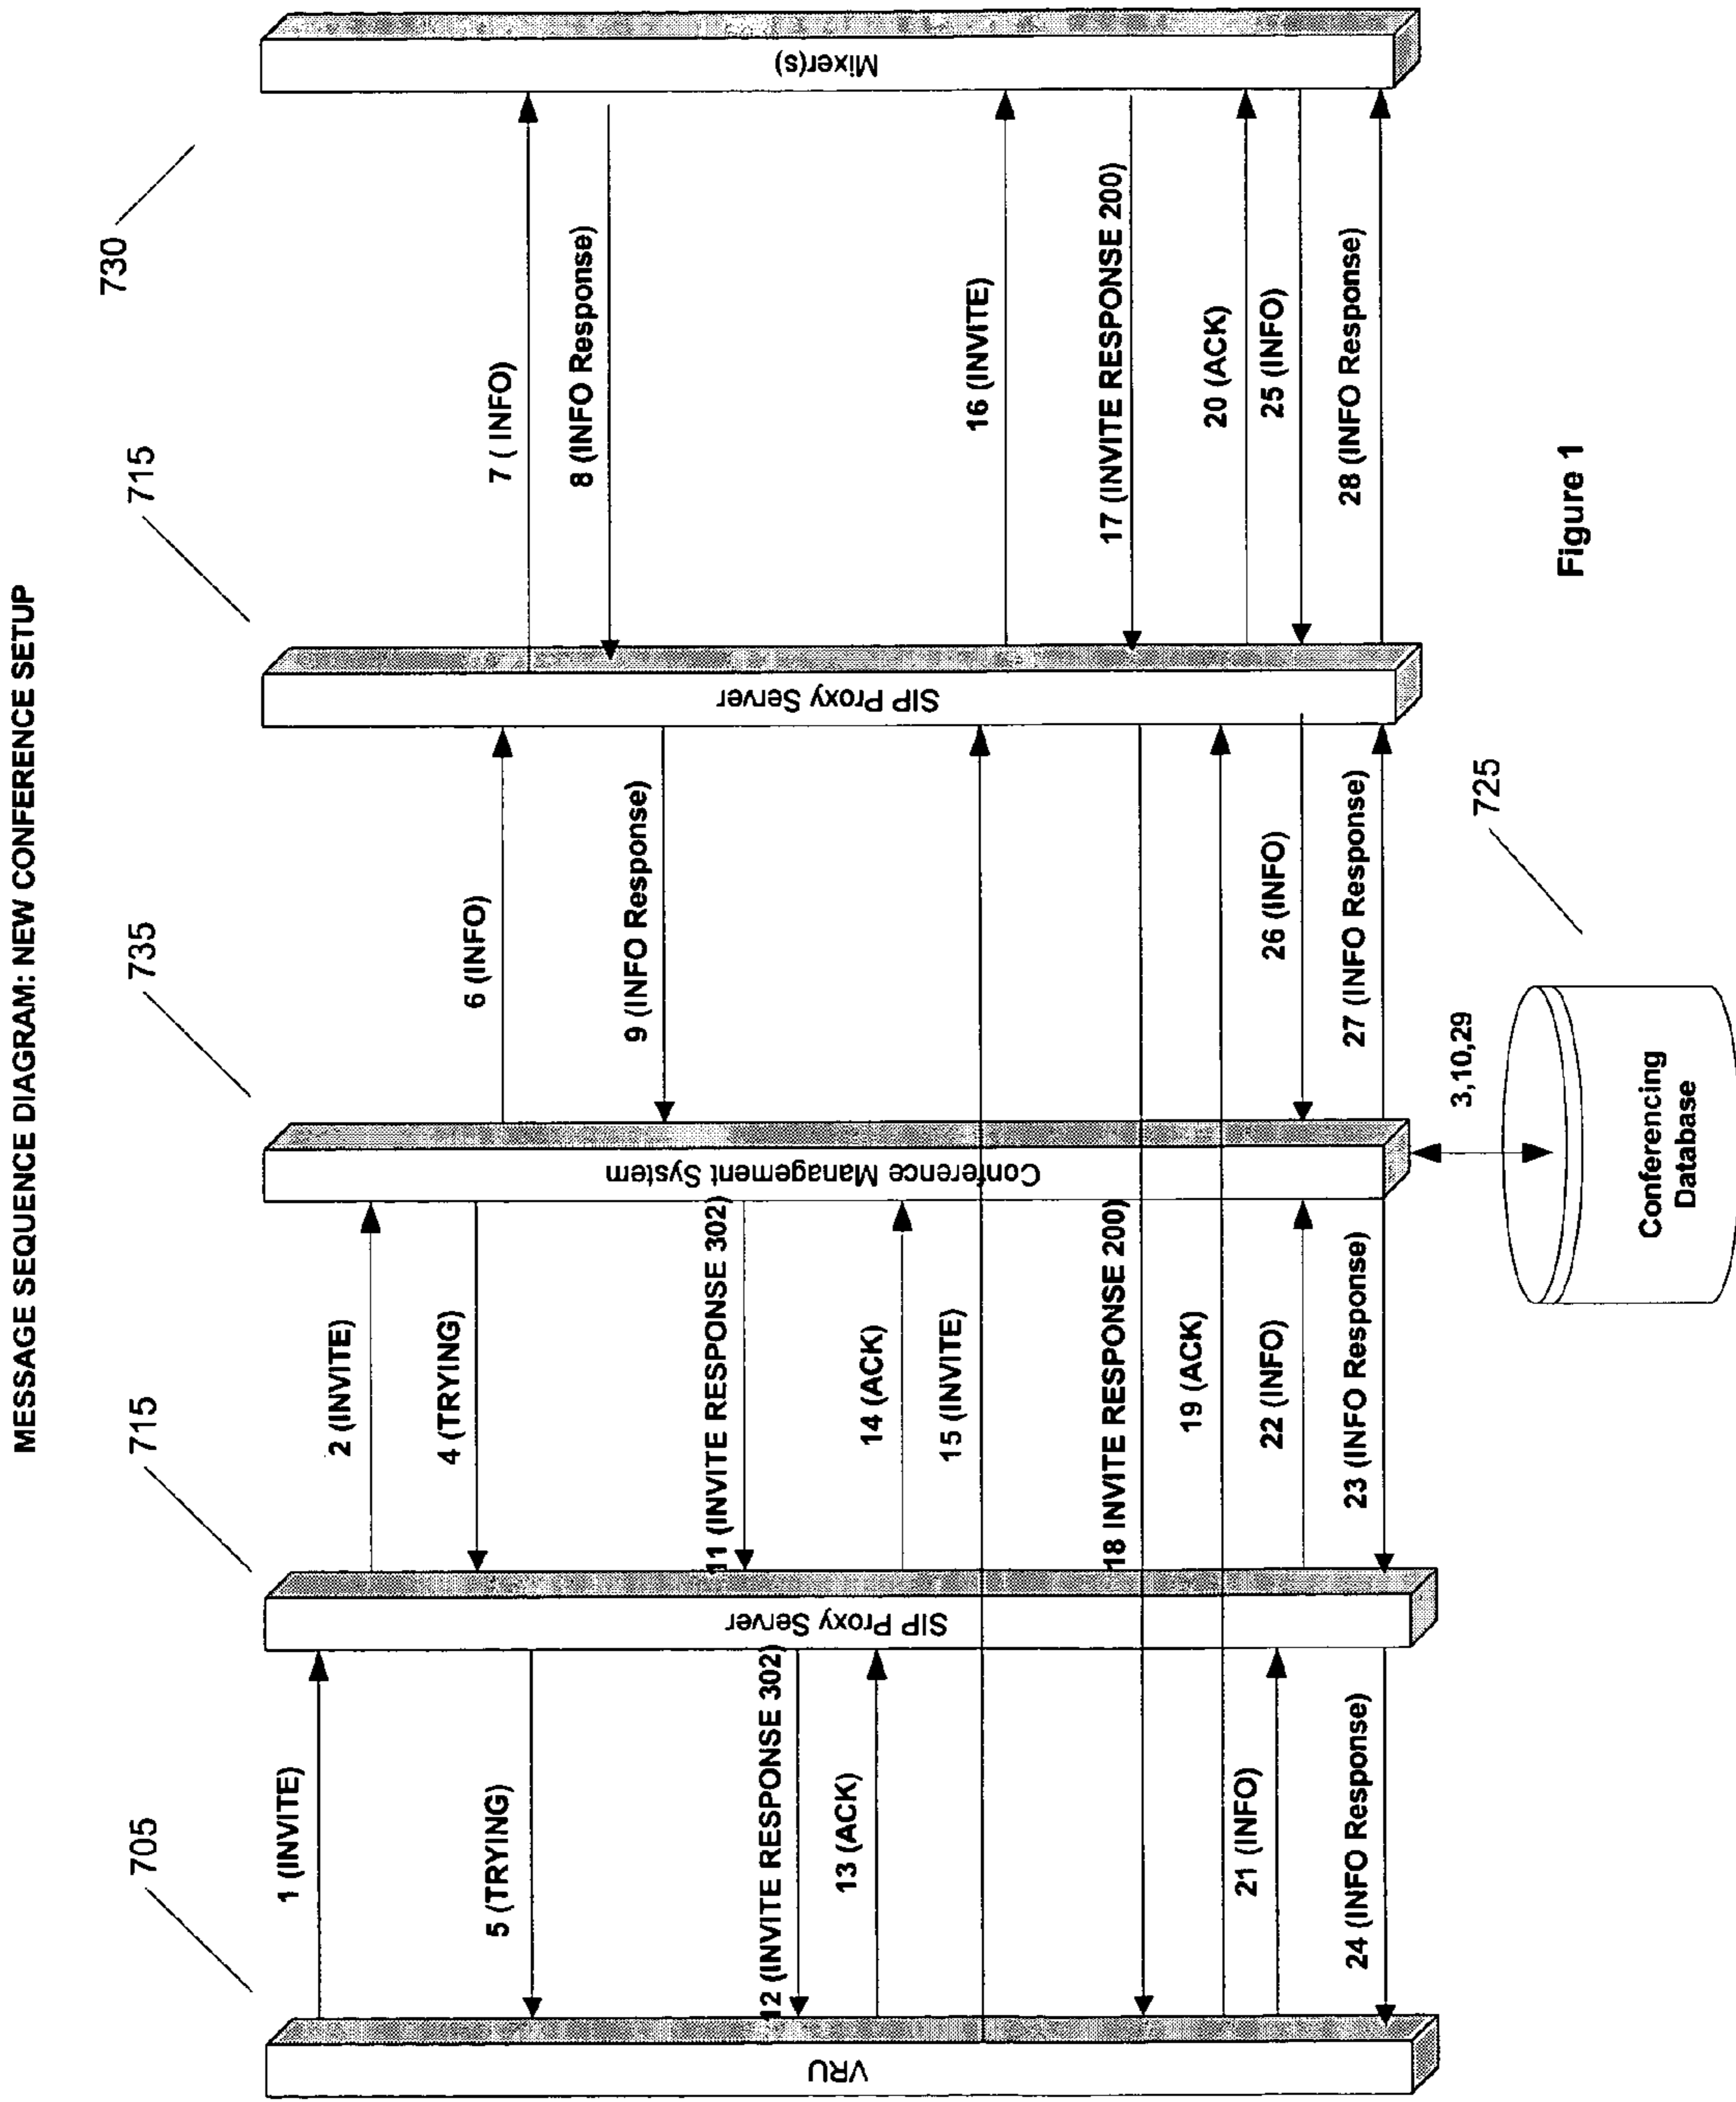 MESSAGE SEQUENCE DIAGRAM: NEW CONFERENCE SETUP
705
715
735
715
730
VRU
SIP Proxy Server
Conference Management System
SIP Proxy Server
Mixer(s)
1 (INVITE)
2 (INVITE)
4 (TRYING)
5 (TRYING)
6 (INFO)
7 ( INFO)
8 (INFO Response)
9 (INFO Response)
11 (INVITE RESPONSE 302)
12 (INVITE RESPONSE 302)
13 (ACK)
14 (ACK)
15 (INVITE)
16 (INVITE)
17 (INVITE RESPONSE 200)
18 INVITE RESPONSE 200)
19 (ACK)
20 (ACK)
21 (INFO)
22 (INFO)
23 (INFO Response)
24 (INFO Response)
25 (INFO)
26 (INFO)
27 (INFO Response)
28 (INFO Response)
3,10,29
725
Conferencing
Database
Figure 1